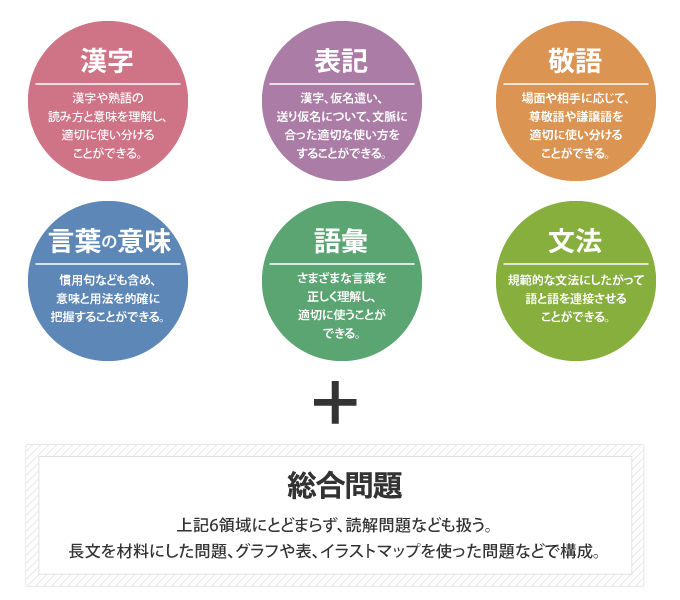 漢字
漢字や熟語の
読み方と意味を理解し、
適切に使い分ける
ことができる。
表記
漢字、仮名遣い、
送り仮名について、文脈に
合った適切な使い方を
することができる。
敬語
場面や相手に応じて、
尊敬語や謙譲語を
適切に使い分ける
ことができる。
言葉の意味
慣用句なども含め、
意味と用法を的確に
把握することができる。
語彙
さまざまな言葉を
正しく理解し、
適切に使うことが
できる。
文法
規範的な文法にしたがって
語と語を連接させる
ことができる。
+
総合問題
上記6領域にとどまらず、読解問題なども扱う。
長文を材料にした問題、グラフや表、イラストマップを使った問題などで構成。